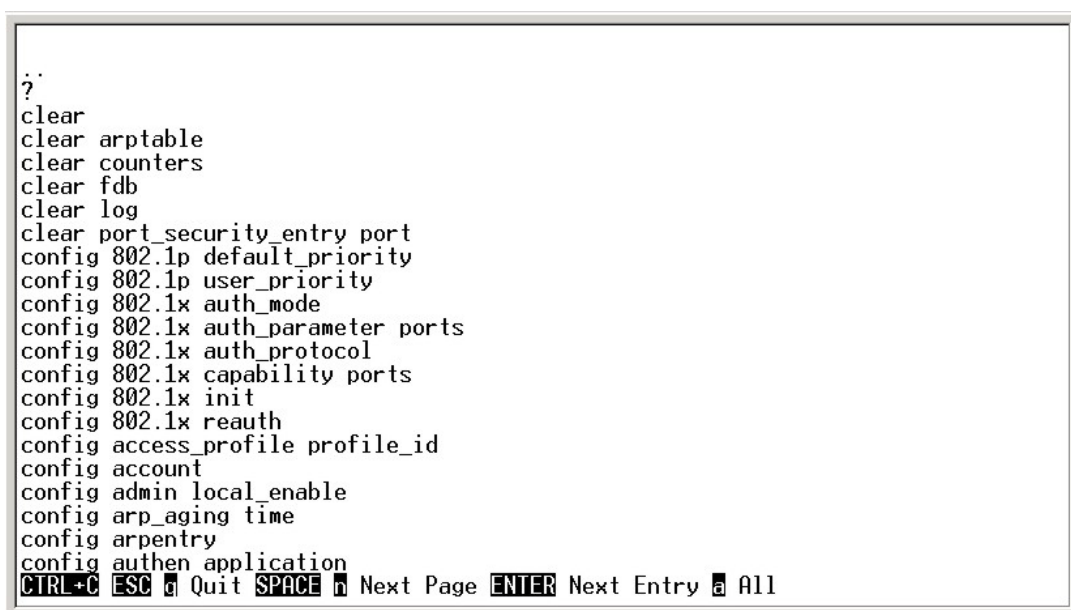 ..
?
clear
clear arptable
clear counters
clear fdb
clear log
clear port_security_entry port
config 802.1p default_priority
config 802.1p user_priority
config 802.1x auth_mode
config 802.1x auth_parameter ports
config 802.1x auth_protocol
config 802.1x capability ports
config 802.1x init
config 802.1x reauth
config access_profile profile_id
config account
config admin local_enable
config arp_aging time
config arpentry
config authen application
CTRL+C ESC q Quit SPACE n Next Page ENTER Next Entry a All